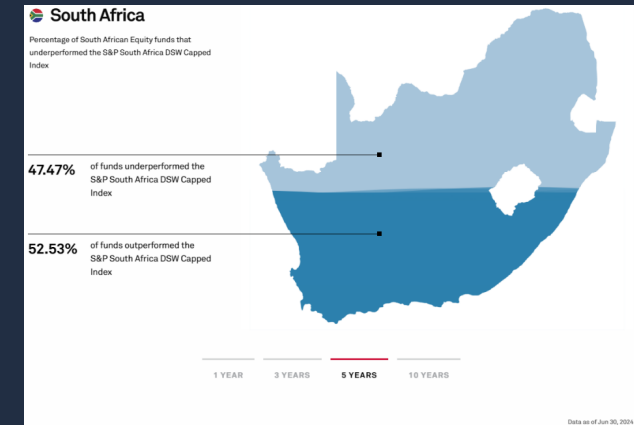 South Africa
Percentage of South African Equity funds that
underperformed the S&P South Africa DSW Capped
Index
47.47%
of funds underperformed the
S&P South Africa DSW Capped
Index
52.53%
of funds outperformed the
S&P South Africa DSW Capped
Index
1 YEAR 3 YEARS 5 YEARS 10 YEARS
Data as of Jun 30, 2024